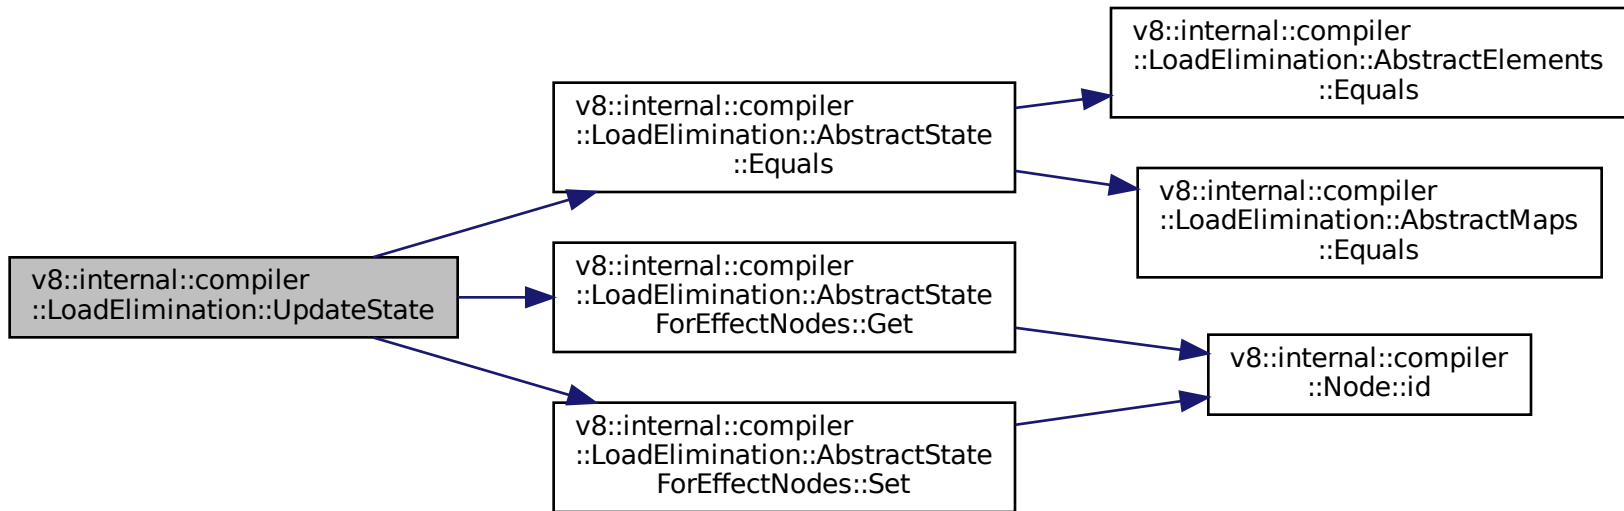 v8::internal::compiler
::LoadElimination::UpdateState
v8::internal::compiler
::LoadElimination::AbstractState
::Equals
v8::internal::compiler
::LoadElimination::AbstractState
ForEffectNodes::Get
v8::internal::compiler
::LoadElimination::AbstractState
ForEffectNodes::Set
v8::internal::compiler
::LoadElimination::AbstractElements
::Equals
v8::internal::compiler
::LoadElimination::AbstractMaps
::Equals
v8::internal::compiler
::Node::id